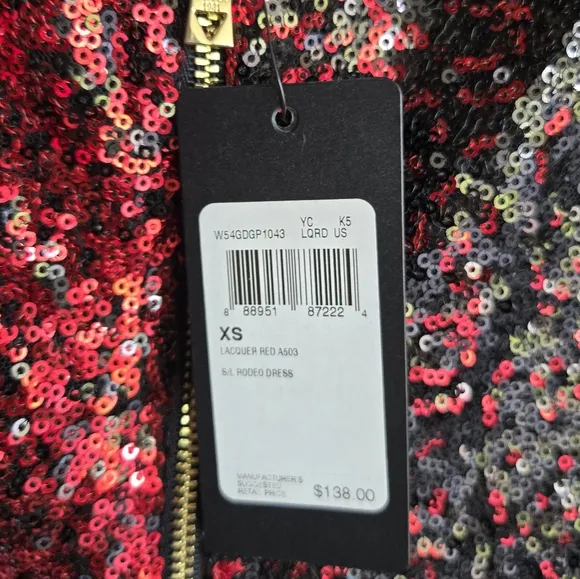 W54GDGP1043 YC K5
LQRD US
8 88951 87222 4
XS
LACQUER RED A503
S/L RODEO DRESS
MANUFACTURER'S
SUGGESTED
RETAIL PRICE $138.00